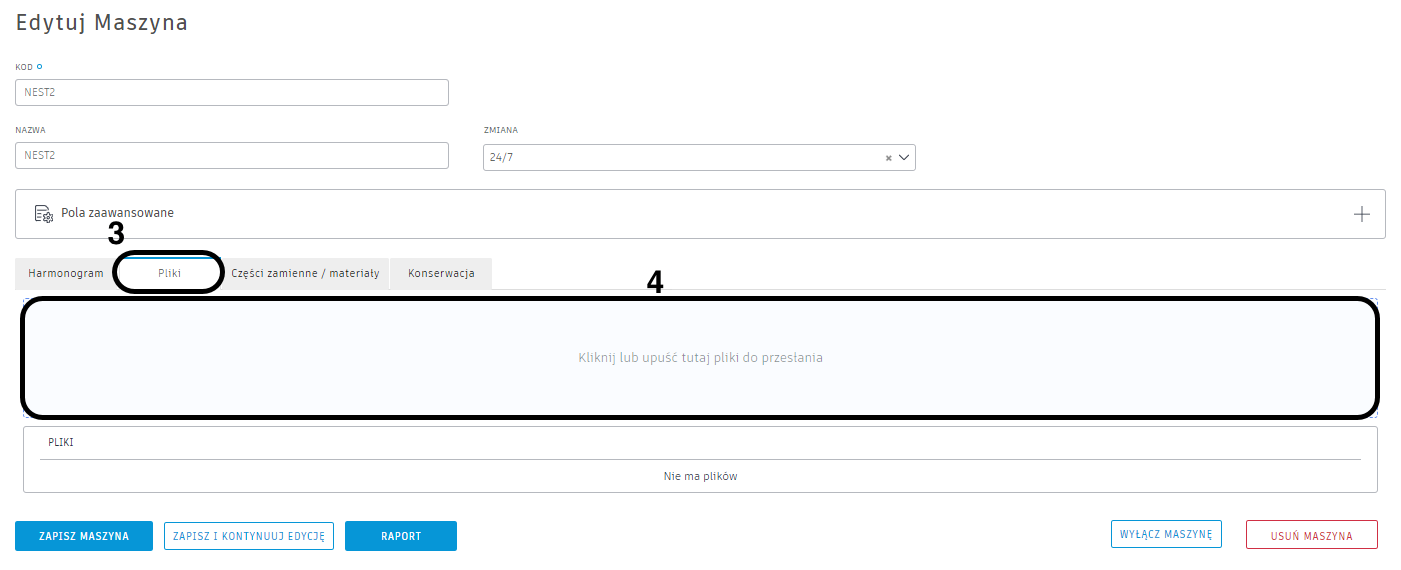 Edytuj Maszyna
KOD
NEST2
NAZWA
ZMIANA
NEST2
24/7
Pola zaawansowane
3
Harmonogram
Pliki
Części zamienne / materiały
Konserwacja
4
Kliknij lub upuść tutaj pliki do przesłania
PLIKI
Nie ma plików
ZAPISZ MASZYNA
ZAPISZ I KONTYNUUJ EDYCJĘ
RAPORT
WYŁĄCZ MASZYNĘ
USUŃ MASZYNA